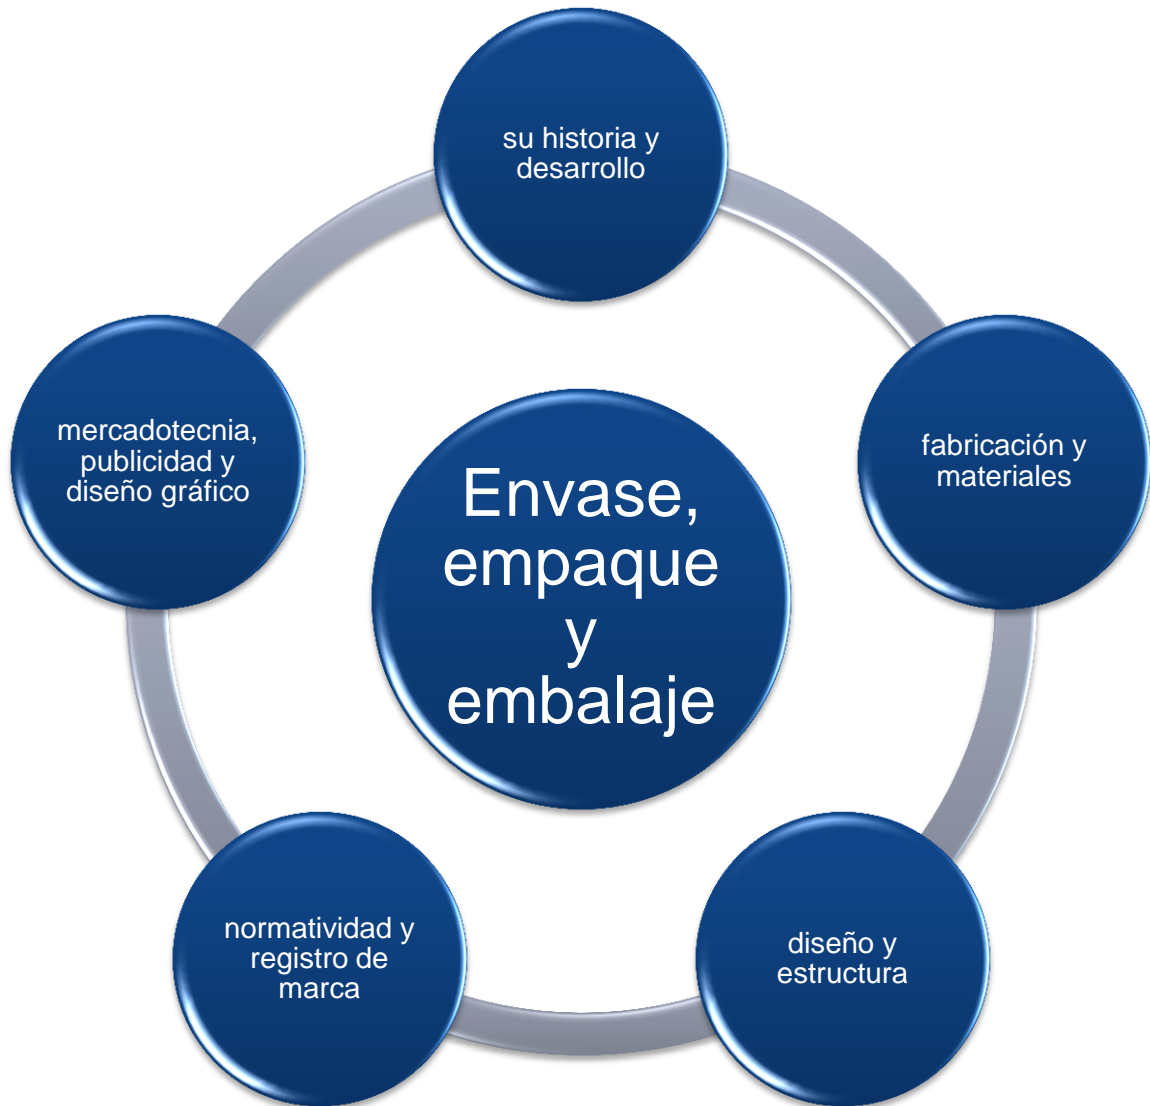 su historia y
desarrollo
mercadotecnia,
publicidad y
diseño gráfico
fabricación y
materiales
Envase,
empaque
y
embalaje
normatividad y
registro de
marca
diseño y
estructura